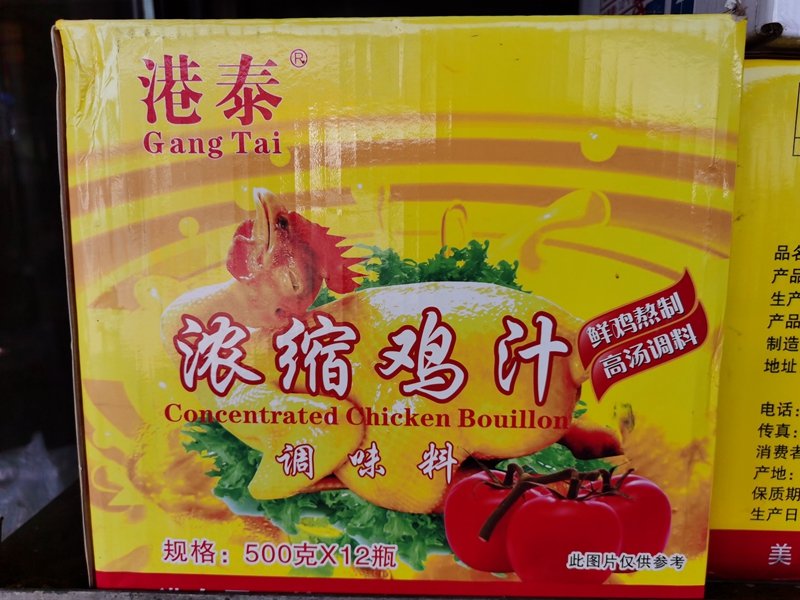 港泰®
Gang Tai
鲜鸡熬制
高汤调料
浓缩鸡汁
Concentrated Chicken Bouillon
调味料
规格：500克X12瓶
此图片仅供参考
品名
产品
生产
产品
制造
地址
电话：
传真：
消费者
产地：
保质期
生产日
美